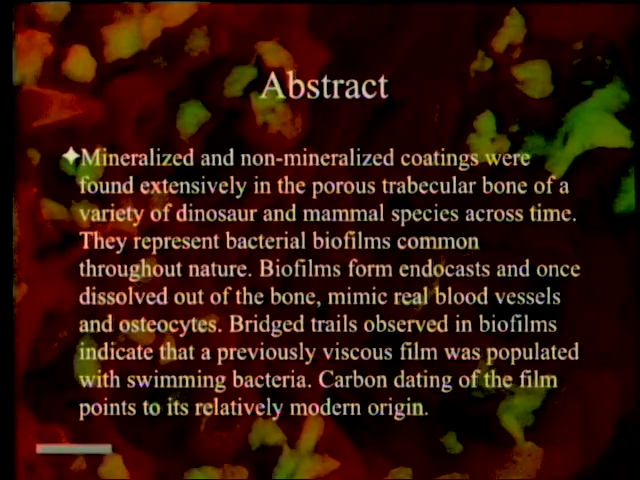 Abstract
✦Mineralized and non-mineralized coatings were
found extensively in the porous trabecular bone of a
variety of dinosaur and mammal species across time.
They represent bacterial biofilms common
throughout nature. Biofilms form endocasts and once
dissolved out of the bone, mimic real blood vessels
and osteocytes. Bridged trails observed in biofilms
indicate that a previously viscous film was populated
with swimming bacteria. Carbon dating of the film
points to its relatively modern origin.